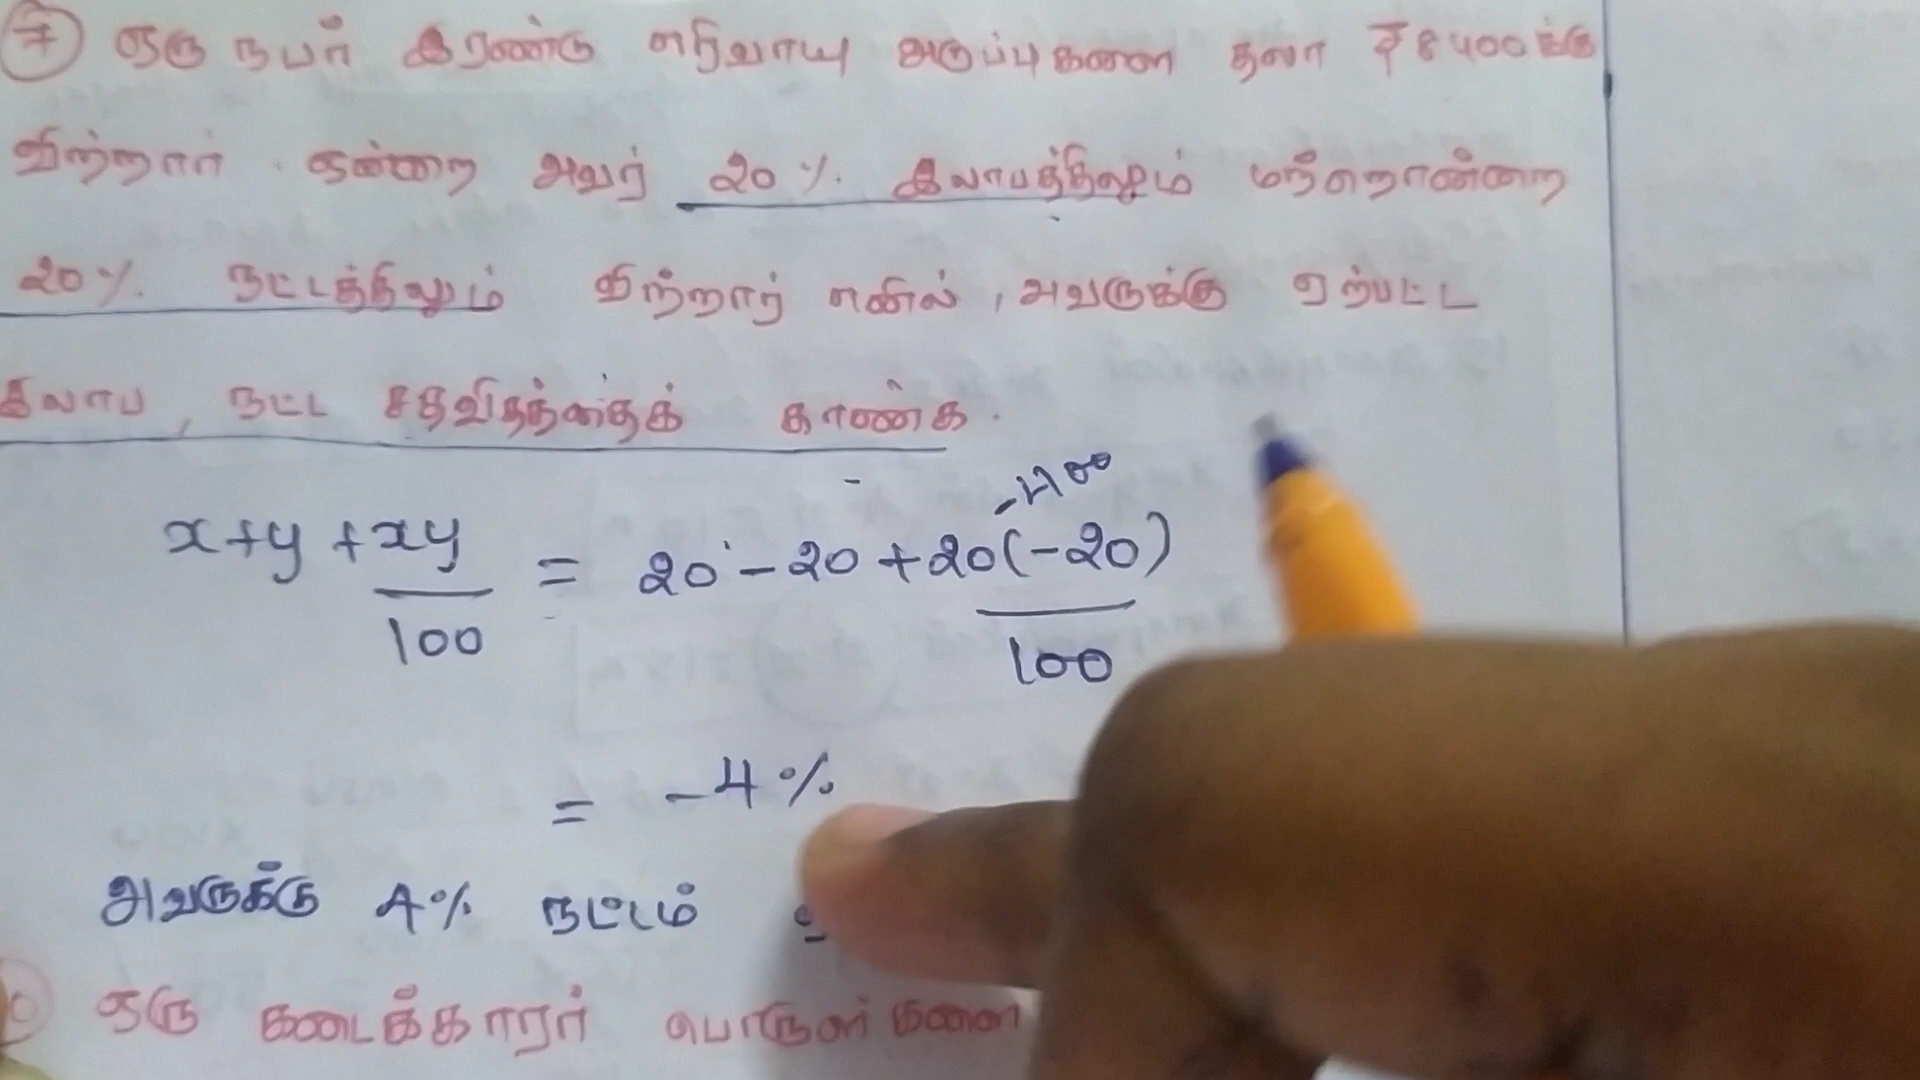 7 ஒரு நபர் இரண்டு எரிவாயு அடுப்புகளை தலா ₹8400க்கு
விற்றார். ஒன்றை அவர் 20%. இலாபத்திலும் மற்றொன்றை
20%. நட்டத்திலும் விற்றார் எனில், அவருக்கு ஏற்பட்ட
இலாப, நட்ட சதவீதத்தைக் காண்க.
-400
x+y+xy/100 = 20-20+20(-20)/100
= -4%
அவருக்கு 4% நட்டம்
ஒரு கடைக்காரர் பொருள்களை